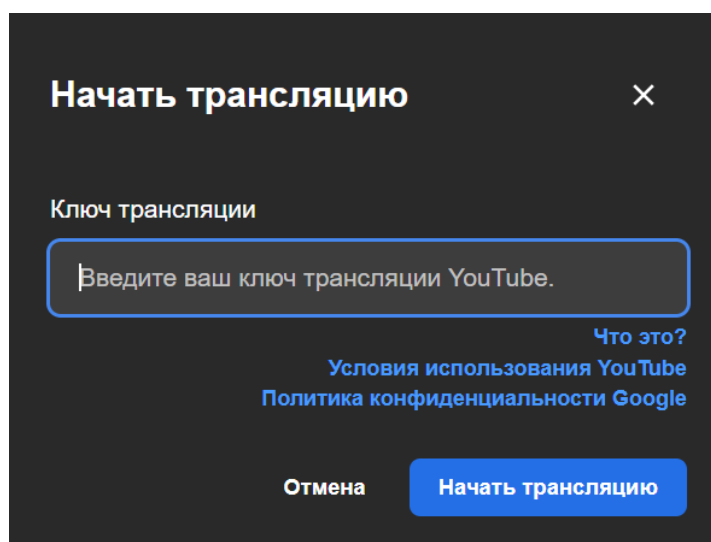 Начать трансляцию
Ключ трансляции
Введите ваш ключ трансляции YouTube.
Что это?
Условия использования YouTube
Политика конфиденциальности Google
Отмена Начать трансляцию